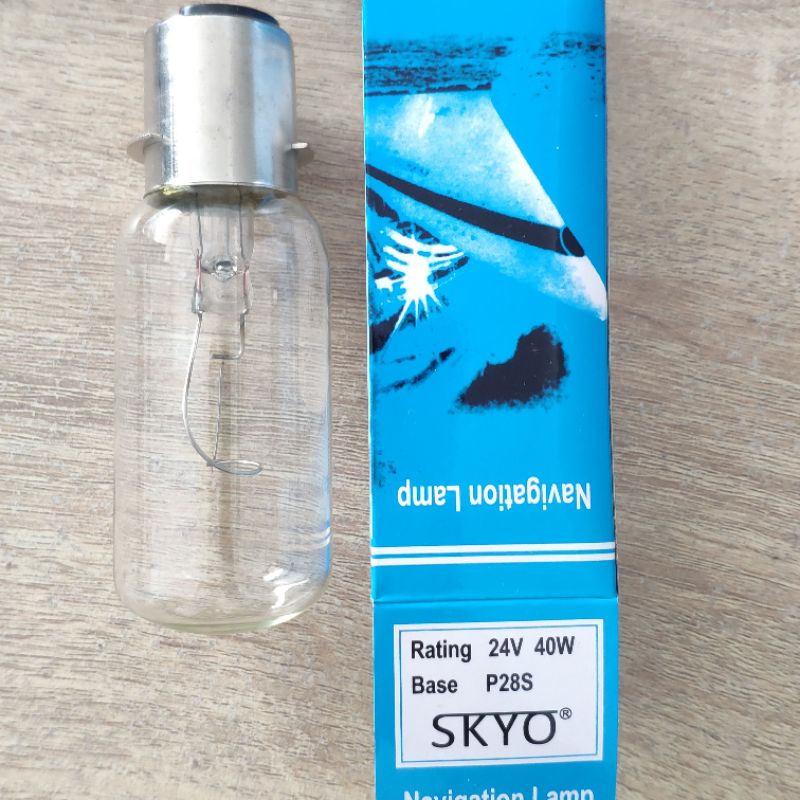 Navigation Lamp
Rating 24V 40W
Base P28S
SKYO®
Navigation Lamp